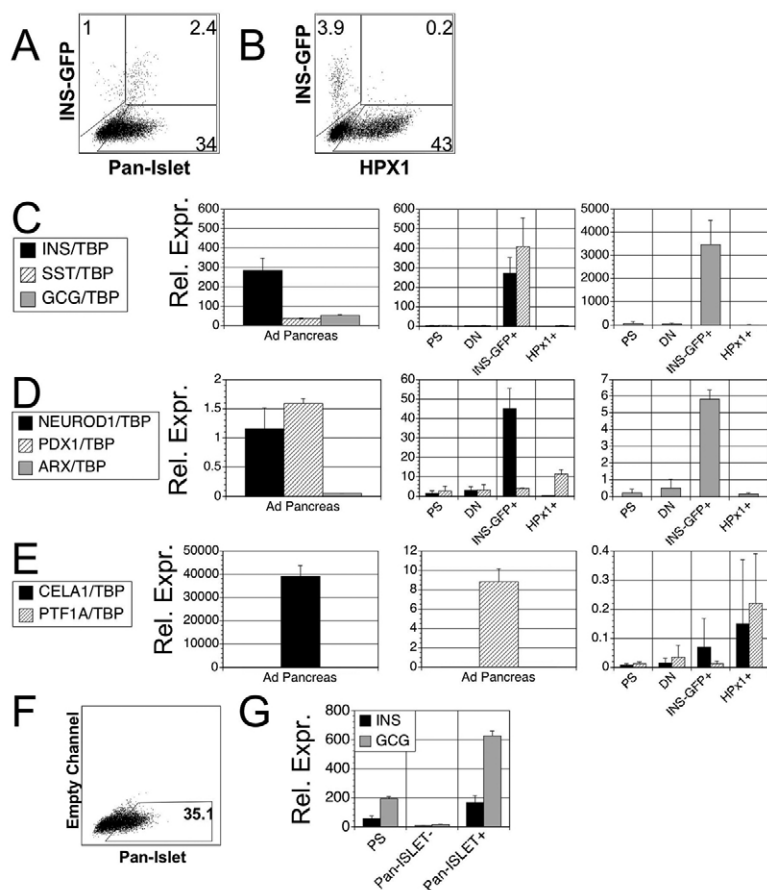 A
INS-GFP
1
2.4
34
Pan-Islet
B
INS-GFP
3.9
0.2
43
HPX1
C
INS/TBP
SST/TBP
GCG/TBP
Rel. Expr.
600
500
400
300
200
100
0
Ad Pancreas
600
500
400
300
200
100
0
PS
DN
INS-GFP+
HPx1+
5000
4000
3000
2000
1000
0
PS
DN
INS-GFP+
HPx1+
D
NEUROD1/TBP
PDX1/TBP
ARX/TBP
Rel. Expr.
2
1.5
1
0.5
0
Ad Pancreas
60
50
40
30
20
10
0
PS
DN
INS-GFP+
HPx1+
7
6
5
4
3
2
1
0
PS
DN
INS-GFP+
HPx1+
E
CELA1/TBP
PTF1A/TBP
Rel. Expr.
50000
40000
30000
20000
10000
0
Ad Pancreas
Rel. Expr.
14
12
10
8
6
4
2
0
Ad Pancreas
0.4
0.3
0.2
0.1
0
PS
DN
INS-GFP+
HPx1+
F
Empty Channel
35.1
Pan-Islet
G
Rel. Expr.
INS
GCG
800
600
400
200
0
PS
Pan-ISLET-
Pan-ISLET+